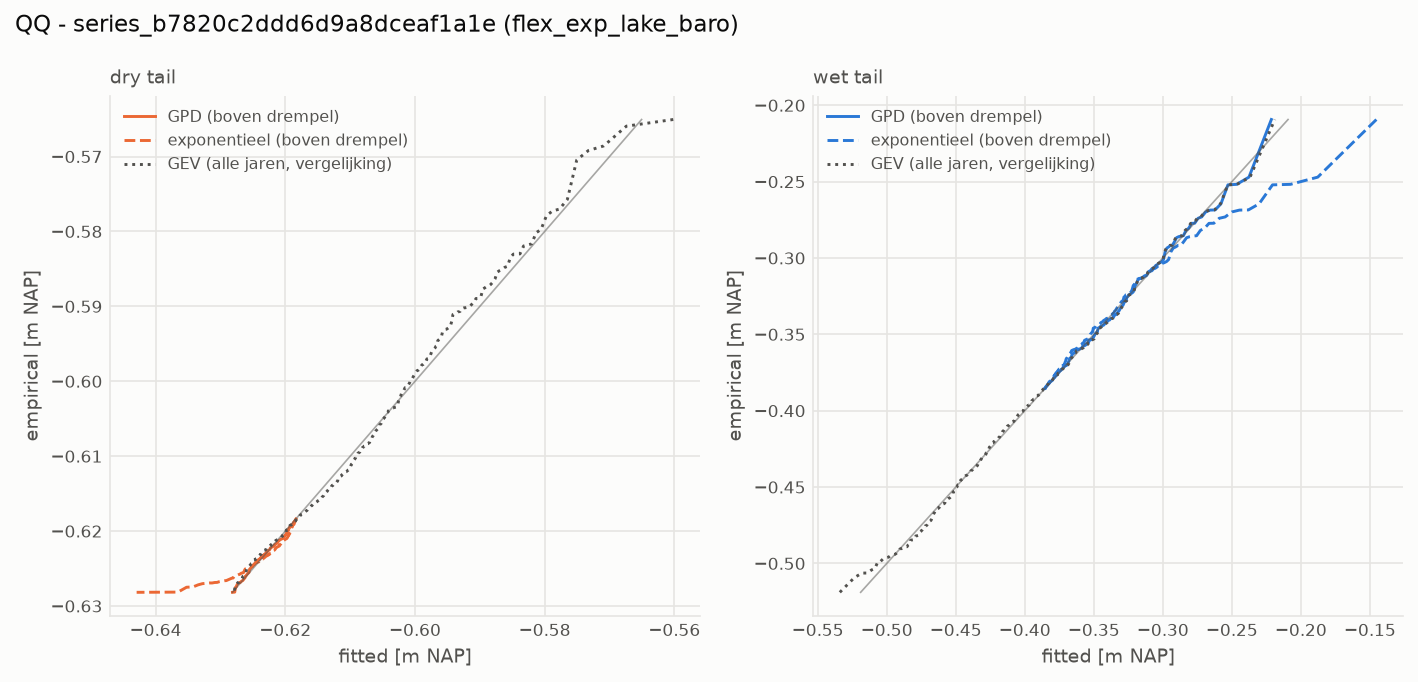 QQ - series_b7820c2ddd6d9a8dceaf1a1e (flex_exp_lake_baro)
dry tail
GPD (boven drempel)
exponentieel (boven drempel)
GEV (alle jaren, vergelijking)
−0.57
−0.58
−0.59
−0.60
−0.61
−0.62
−0.63
empirical [m NAP]
−0.64 −0.62 −0.60 −0.58 −0.56
fitted [m NAP]
wet tail
GPD (boven drempel)
exponentieel (boven drempel)
GEV (alle jaren, vergelijking)
−0.20
−0.25
−0.30
−0.35
−0.40
−0.45
−0.50
empirical [m NAP]
−0.55 −0.50 −0.45 −0.40 −0.35 −0.30 −0.25 −0.20 −0.15
fitted [m NAP]